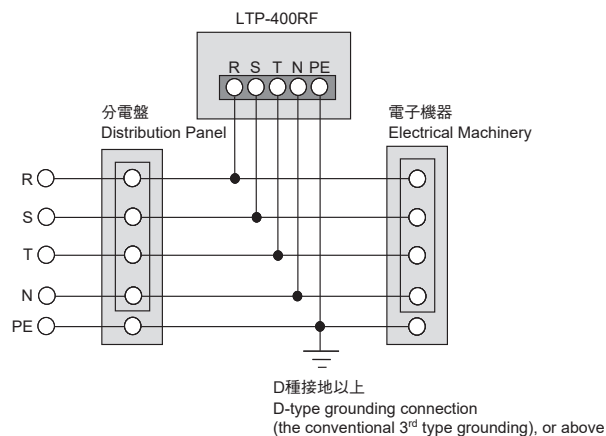 LTP-400RF
R S T N PE
分電盤
Distribution Panel
電子機器
Electrical Machinery
R
S
T
N
PE
D種接地以上
D-type grounding connection
(the conventional 3rd type grounding), or above